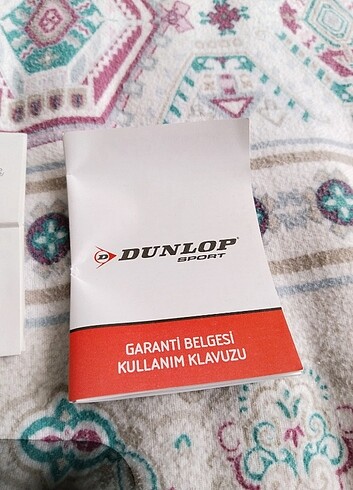 DUNLOP
SPORT
GARANTİ BELGESİ
KULLANIM KLAVUZU